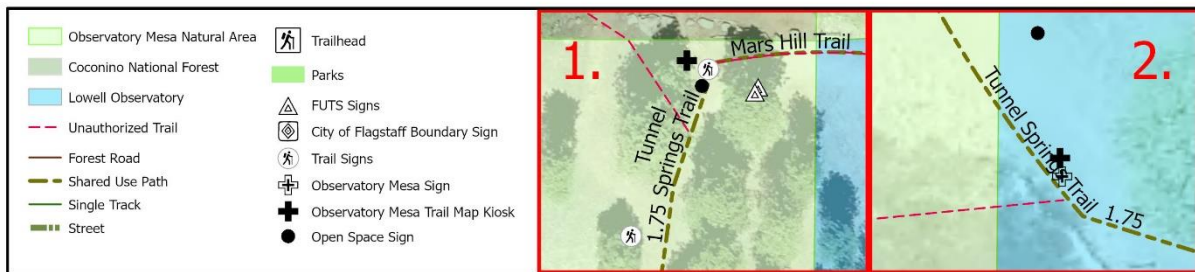 Observatory Mesa Natural Area
Coconino National Forest
Lowell Observatory
Unauthorized Trail
Forest Road
Shared Use Path
Single Track
Street
Trailhead
Parks
FUTS Signs
City of Flagstaff Boundary Sign
Trail Signs
Observatory Mesa Sign
Observatory Mesa Trail Map Kiosk
Open Space Sign
1.
Mars Hill Trail
Tunnel
Springs Trail
1.75
2.
Tunnel Springs Trail
1.75